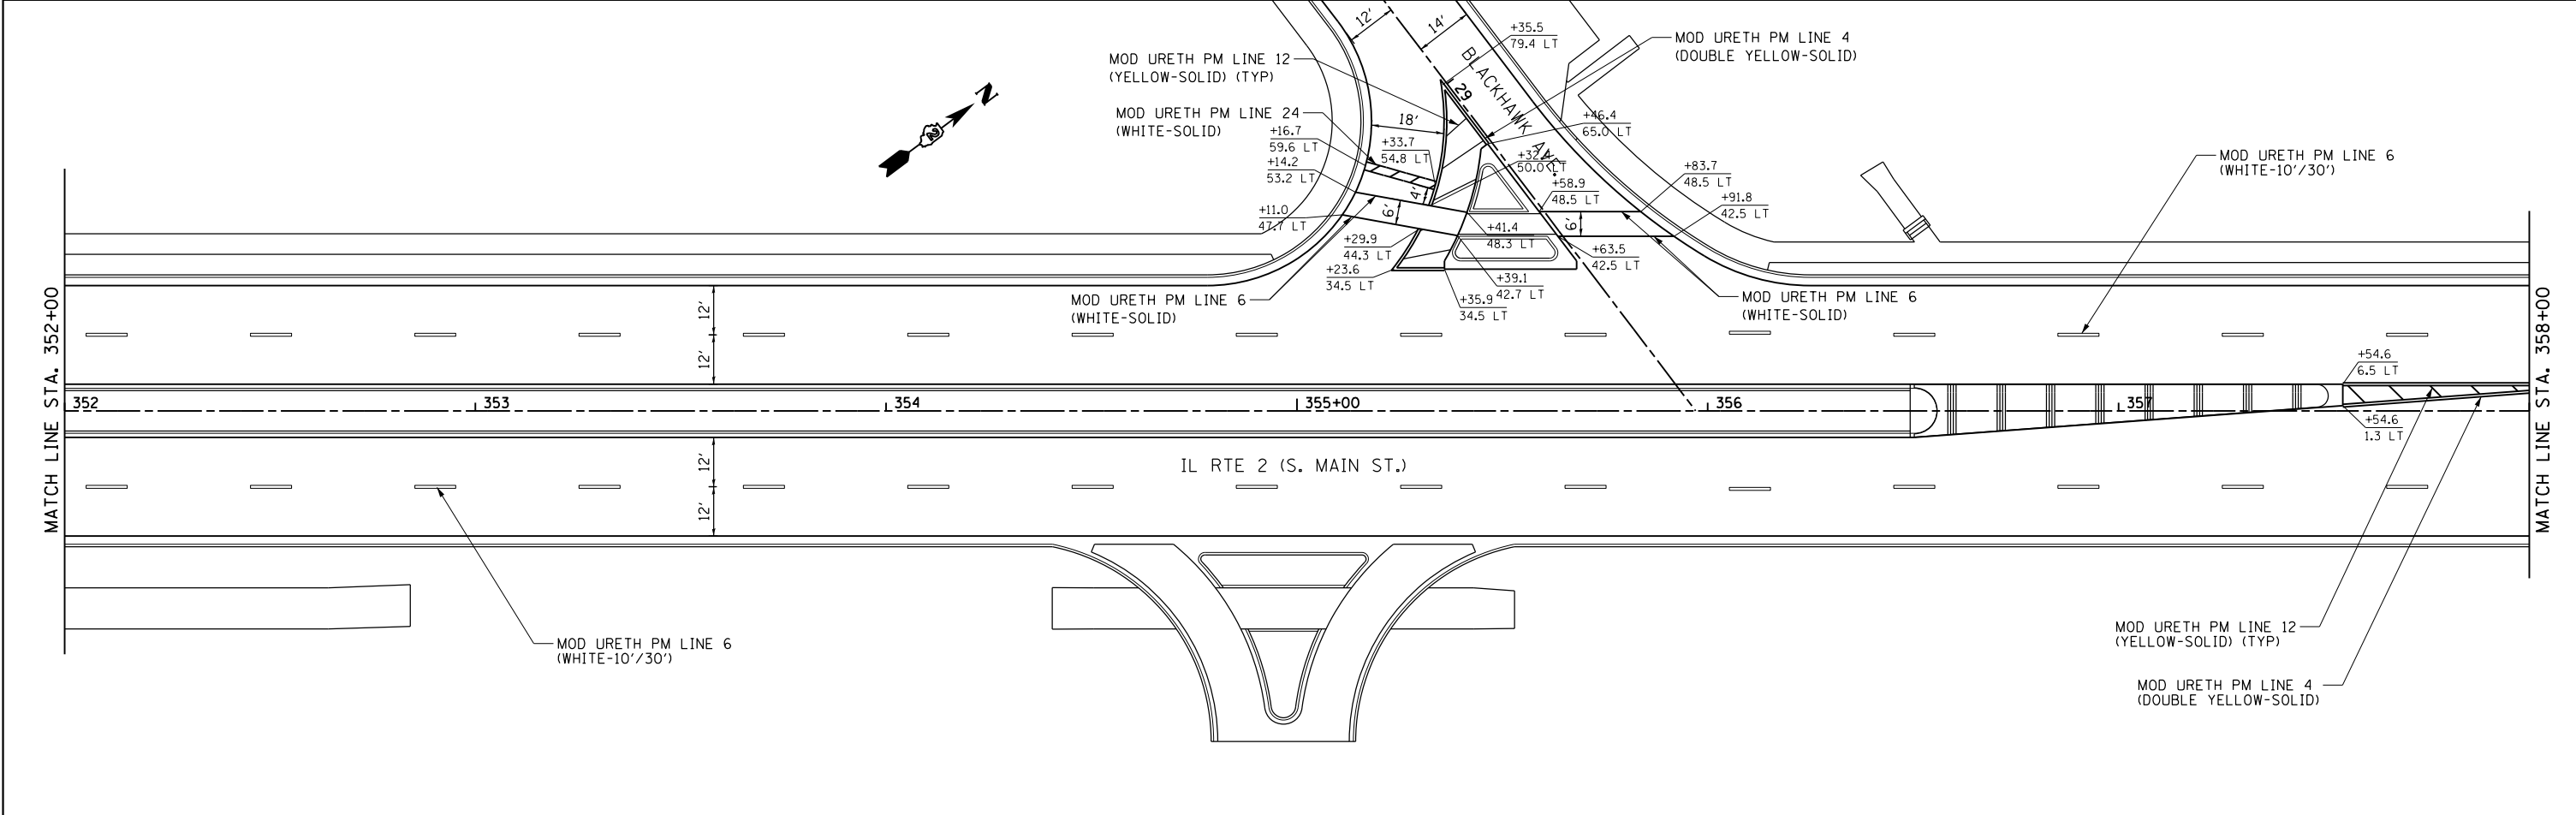 12'
14'
+35.5
79.4 LT
MOD URETH PM LINE 4
(DOUBLE YELLOW-SOLID)
MOD URETH PM LINE 12
(YELLOW-SOLID) (TYP)
BLACKHAWK AVE.
29
N
2
MOD URETH PM LINE 24
(WHITE-SOLID)
18'
+46.4
65.0 LT
+16.7
59.6 LT
+33.7
54.8 LT
+14.2
53.2 LT
50.0 LT
MOD URETH PM LINE 6
(WHITE-10'/30')
+83.7
48.5 LT
+58.9
48.5 LT
4'
6'
6'
+91.8
42.5 LT
+11.0
47.7 LT
+41.4
48.3 LT
+29.9
44.3 LT
+63.5
42.5 LT
+23.6
34.5 LT
+39.1
42.7 LT
+35.9
34.5 LT
MOD URETH PM LINE 6
(WHITE-SOLID)
MOD URETH PM LINE 6
(WHITE-SOLID)
MATCH LINE STA. 352+00
MATCH LINE STA. 358+00
12'
12'
+54.6
6.5 LT
352
353
354
355+00
356
357
+54.6
1.3 LT
12'
12'
IL RTE 2 (S. MAIN ST.)
MOD URETH PM LINE 6
(WHITE-10'/30')
MOD URETH PM LINE 12
(YELLOW-SOLID) (TYP)
MOD URETH PM LINE 4
(DOUBLE YELLOW-SOLID)